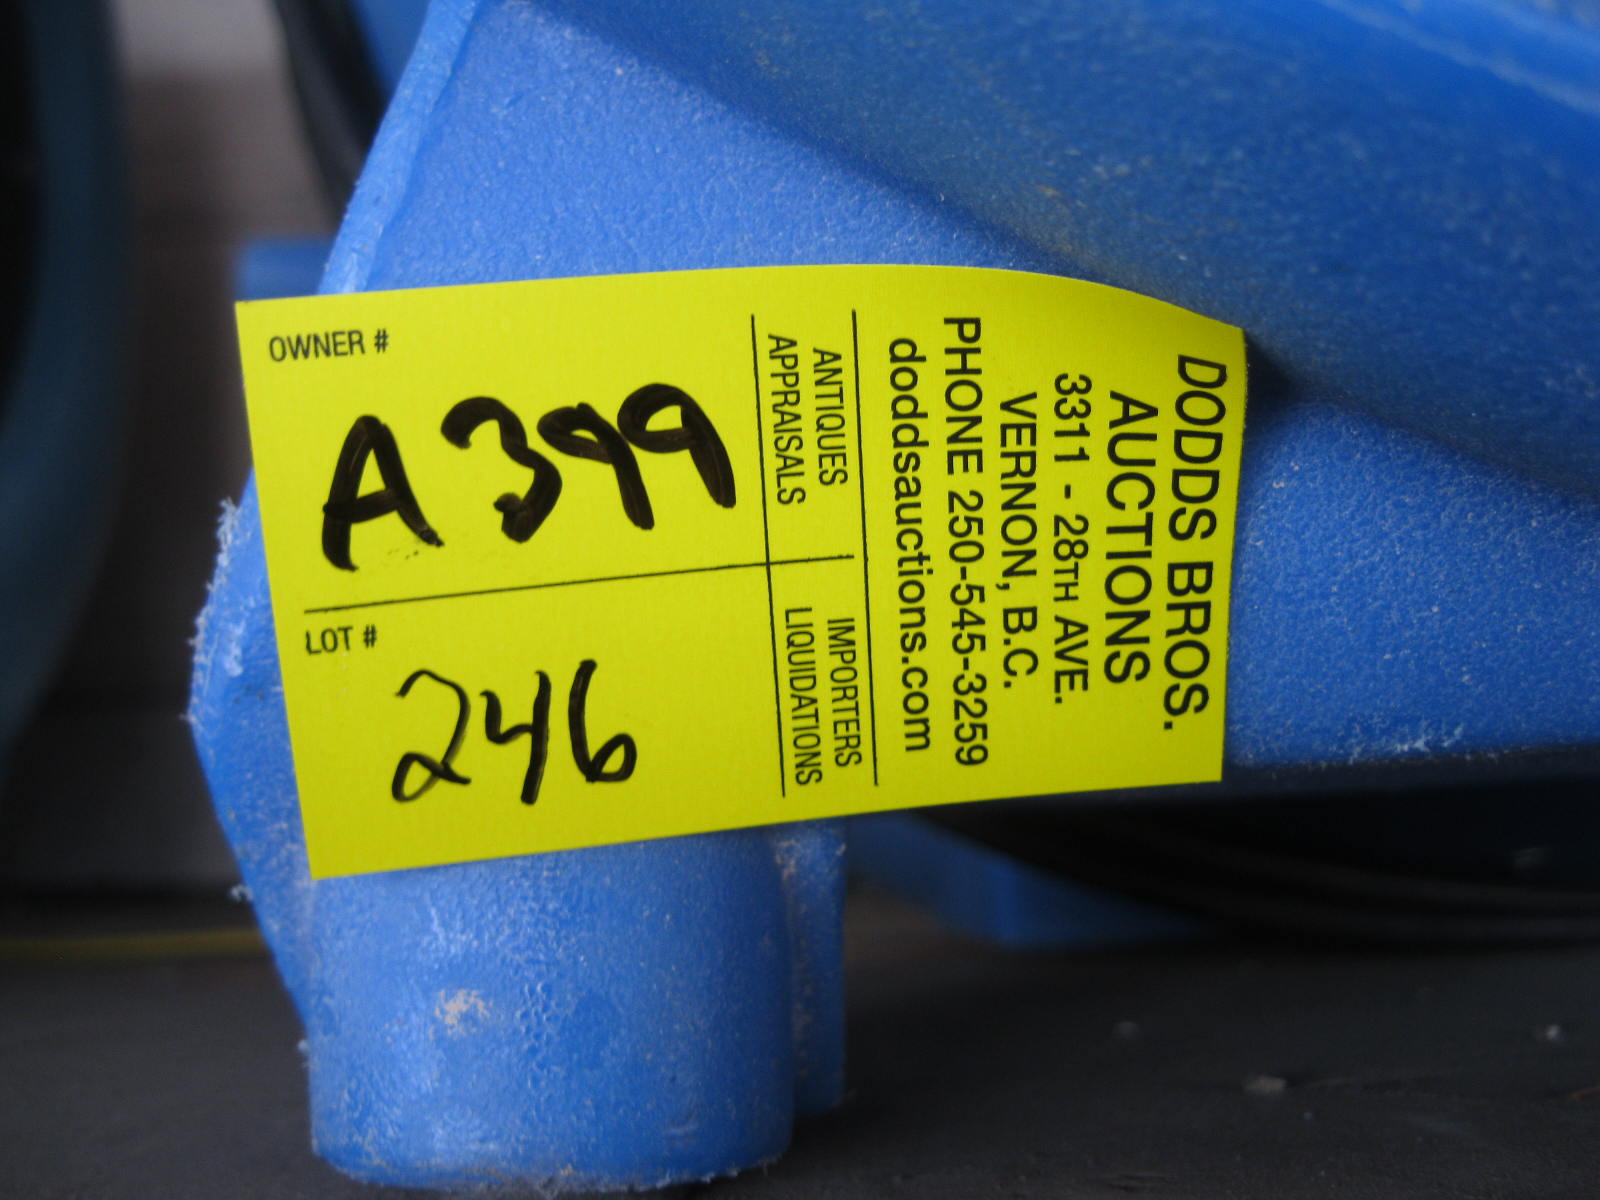 DODDS BROS.
AUCTIONS
3311 - 28TH AVE.
VERNON, B.C.
PHONE 250-545-3259
doddsauctions.com
ANTIQUES IMPORTERS
APPRAISALS LIQUIDATIONS
OWNER #
A399
LOT #
246